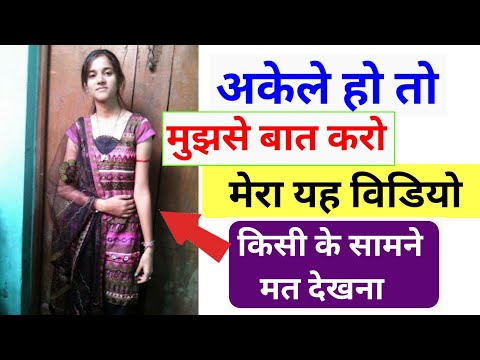 अकेले हो तो
मुझसे बात करो
मेरा यह विडियो
किसी के सामने
मत देखना